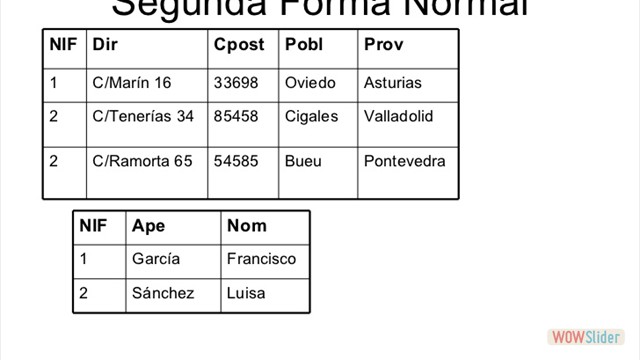 Segunda Forma Normal
NIF Dir Cpost Pobl Prov
1 C/Marín 16 33698 Oviedo Asturias
2 C/Tenerías 34 85458 Cigales Valladolid
2 C/Ramorta 65 54585 Bueu Pontevedra
NIF Ape Nom
1 García Francisco
2 Sánchez Luisa
WOWSlider